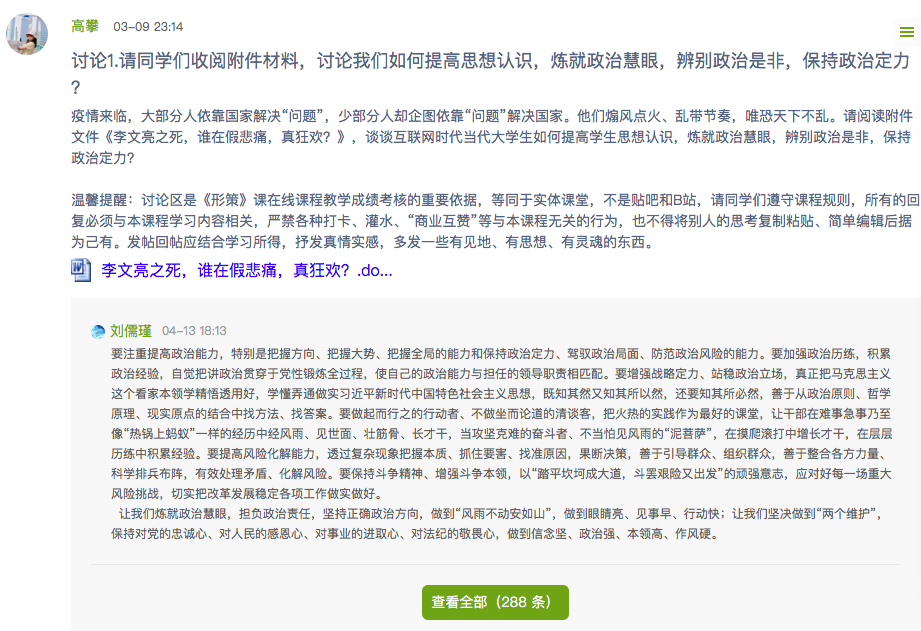 高攀 03-09 23:14
讨论1.请同学们收阅附件材料，讨论我们如何提高思想认识，炼就政治慧眼，辨别政治是非，保持政治定力
？
疫情来临，大部分人依靠国家解决“问题”，少部分人却企图依靠“问题”解决国家。他们煽风点火、乱带节奏，唯恐天下不乱。请阅读附件
文件《李文亮之死，谁在假悲痛，真狂欢？》，谈谈互联网时代当代大学生如何提高学生思想认识，炼就政治慧眼，辨别政治是非，保持
政治定力?
温馨提醒：讨论区是《形策》课在线课程教学成绩考核的重要依据，等同于实体课堂，不是贴吧和B站，请同学们遵守课程规则，所有的回
复必须与本课程学习内容相关，严禁各种打卡、灌水、“商业互赞”等与本课程无关的行为，也不得将别人的思考复制粘贴、简单编辑后据
为己有。发帖回帖应结合学习所得，抒发真情实感，多发一些有见地、有思想、有灵魂的东西。
李文亮之死，谁在假悲痛，真狂欢？.do...
刘儒瑾 04-13 18:13
要注重提高政治能力，特别是把握方向、把握大势、把握全局的能力和保持政治定力、驾驭政治局面、防范政治风险的能力。要加强政治历练，积累
政治经验，自觉把讲政治贯穿于党性锻炼全过程，使自己的政治能力与担任的领导职责相匹配。要增强战略定力、站稳政治立场，真正把马克思主义
这个看家本领学精悟透用好，学懂弄通做实习近平新时代中国特色社会主义思想，既知其然又知其所以然，还要知其所必然，善于从政治原则、哲学
原理、现实原点的结合中找方法、找答案。要做起而行之的行动者、不做坐而论道的清谈客，把火热的实践作为最好的课堂，让干部在难事急事乃至
像“热锅上蚂蚁”一样的经历中经风雨、见世面、壮筋骨、长才干，当攻坚克难的奋斗者、不当怕见风雨的“泥菩萨”，在摸爬滚打中增长才干，在层层
历练中积累经验。要提高风险化解能力，透过复杂现象把握本质、抓住要害、找准原因，果断决策，善于引导群众、组织群众，善于整合各方力量、
科学排兵布阵，有效处理矛盾、化解风险。要保持斗争精神、增强斗争本领，以“踏平坎坷成大道，斗罢艰险又出发”的顽强意志，应对好每一场重大
风险挑战，切实把改革发展稳定各项工作做实做好。
让我们炼就政治慧眼，担负政治责任，坚持正确政治方向，做到“风雨不动安如山”，做到眼睛亮、见事早、行动快；让我们坚决做到“两个维护”，
保持对党的忠诚心、对人民的感恩心、对事业的进取心、对法纪的敬畏心，做到信念坚、政治强、本领高、作风硬。
查看全部（288 条）